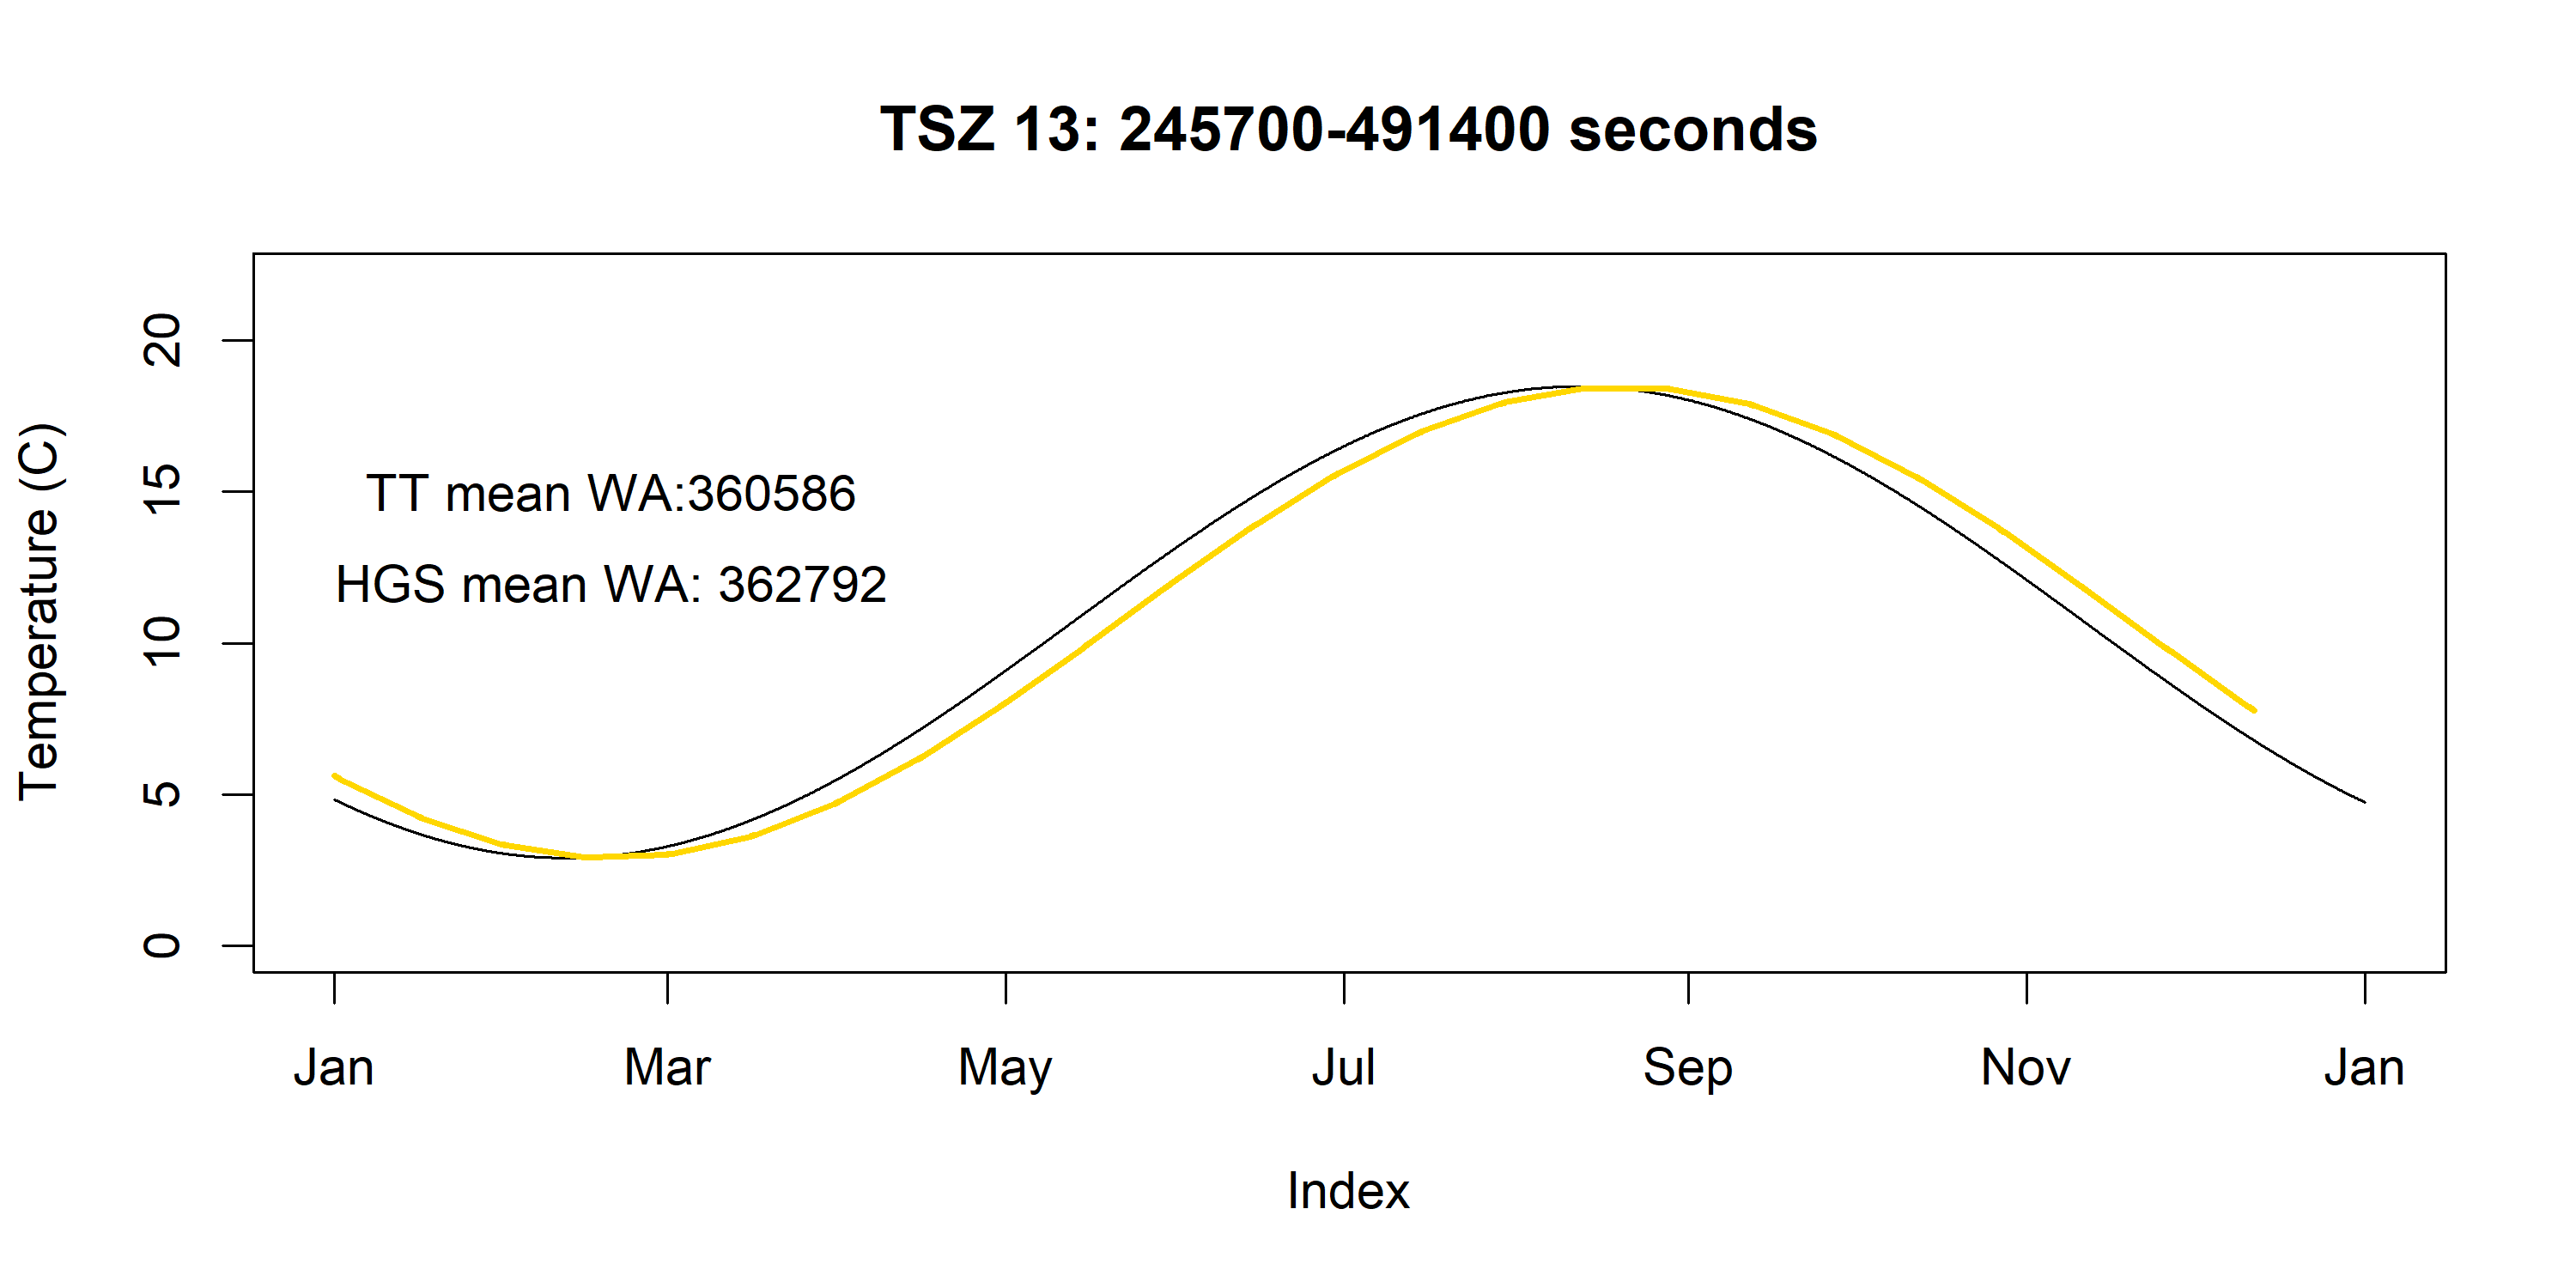 TSZ 13: 245700-491400 seconds
Temperature (C)
20
15
10
5
0
TT mean WA:360586
HGS mean WA: 362792
Jan Mar May Jul Sep Nov Jan
Index